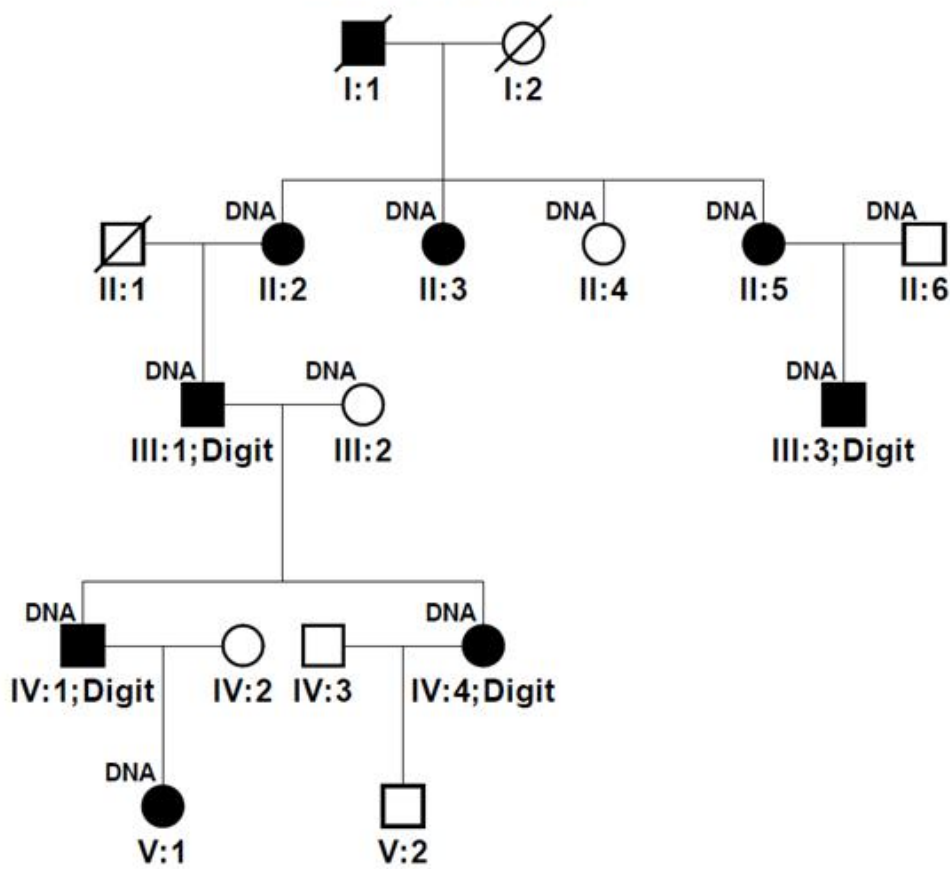 I:1 I:2
DNA DNA DNA DNA DNA
II:1 II:2 II:3 II:4 II:5 II:6
DNA DNA DNA
III:1;Digit III:2 III:3;Digit
DNA DNA
IV:1;Digit IV:2 IV:3 IV:4;Digit
DNA
V:1 V:2